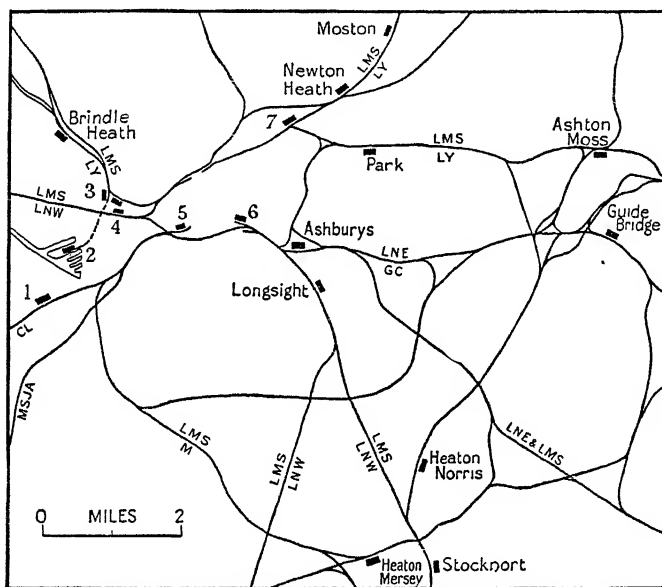 Moston
LMS
LY
Newton
Heath
Brindle
Heath
7
LMS
LY
LMS
LY
Ashton
Moss
Park
3
LMS
LNW
4
5
6
Ashburys
Guide
Bridge
2
LNE
GC
1
Longsight
CL
MSJA
LMS
M
LMS
LNW
LMS
LNW
LNE & LMS
Heaton
Norris
0 MILES 2
Heaton
Mersey
Stockport